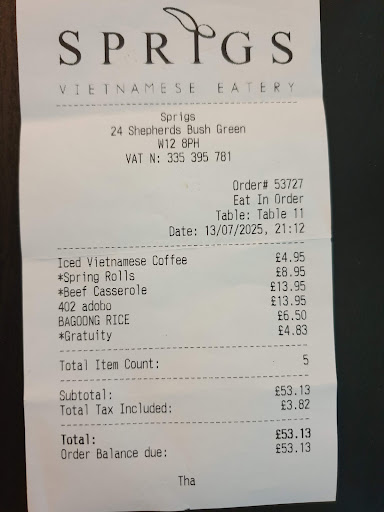 SPRIGS
VIETNAMESE EATERY
Sprigs
24 Shepherds Bush Green
W12 8PH
VAT N: 335 395 781
Order# 53727
Eat In Order
Table: Table 11
Date: 13/07/2025, 21:12
Iced Vietnamese Coffee £4.95
*Spring Rolls £8.95
*Beef Casserole £13.95
402 adobo £13.95
BAGOONG RICE £6.50
*Gratuity £4.83
Total Item Count: 5
Subtotal: £53.13
Total Tax Included: £3.82
Total: £53.13
Order Balance due: £53.13
Tha